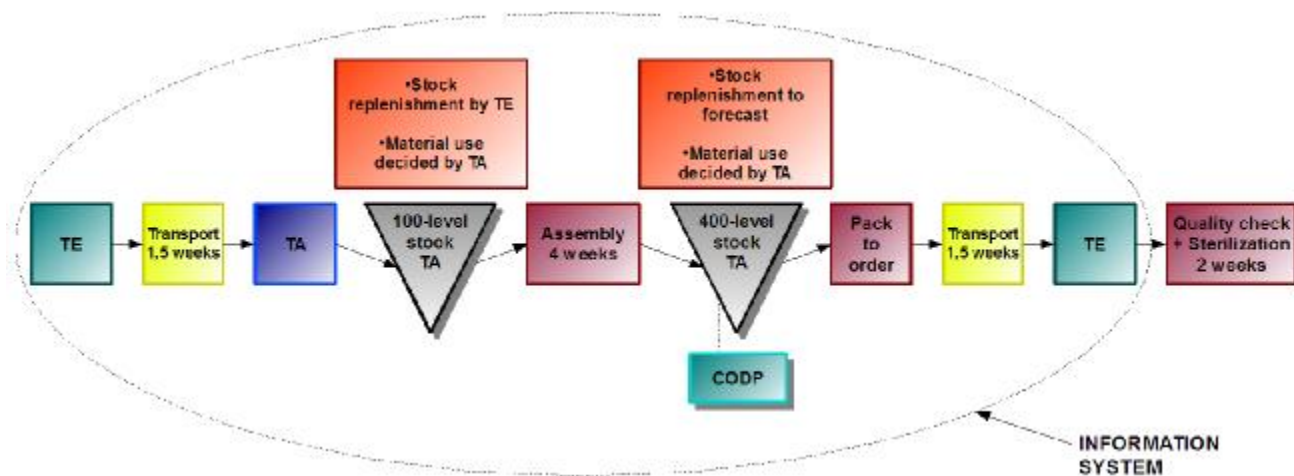 •Stock
replenishment by TE
•Material use
decided by TA
•Stock
replenishment to
forecast
•Material use
decided by TA
TE
Transport
1,5 weeks
TA
100-level
stock
TA
Assembly
4 weeks
400-level
stock
TA
Pack
to
order
Transport
1,5 weeks
TE
Quality check
+ Sterilization
2 weeks
CODP
INFORMATION
SYSTEM